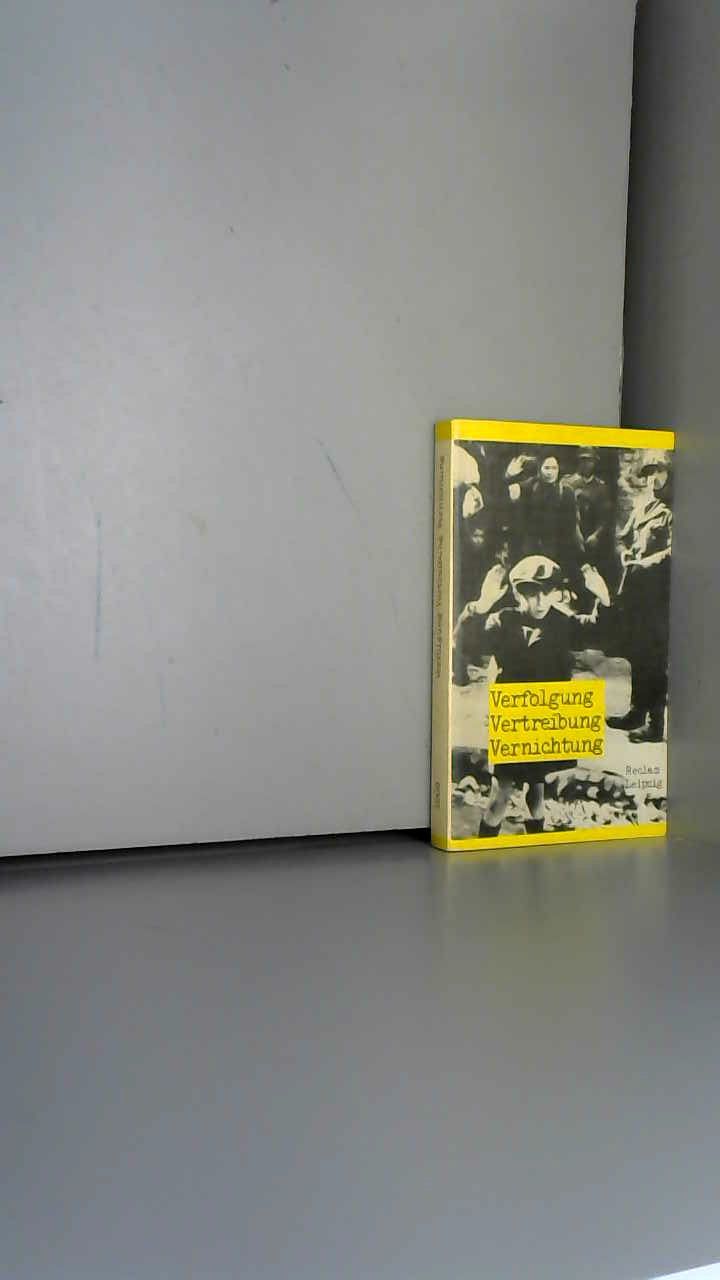 Verfolgung
Vertreibung
Vernichtung
Reclam
Leipzig